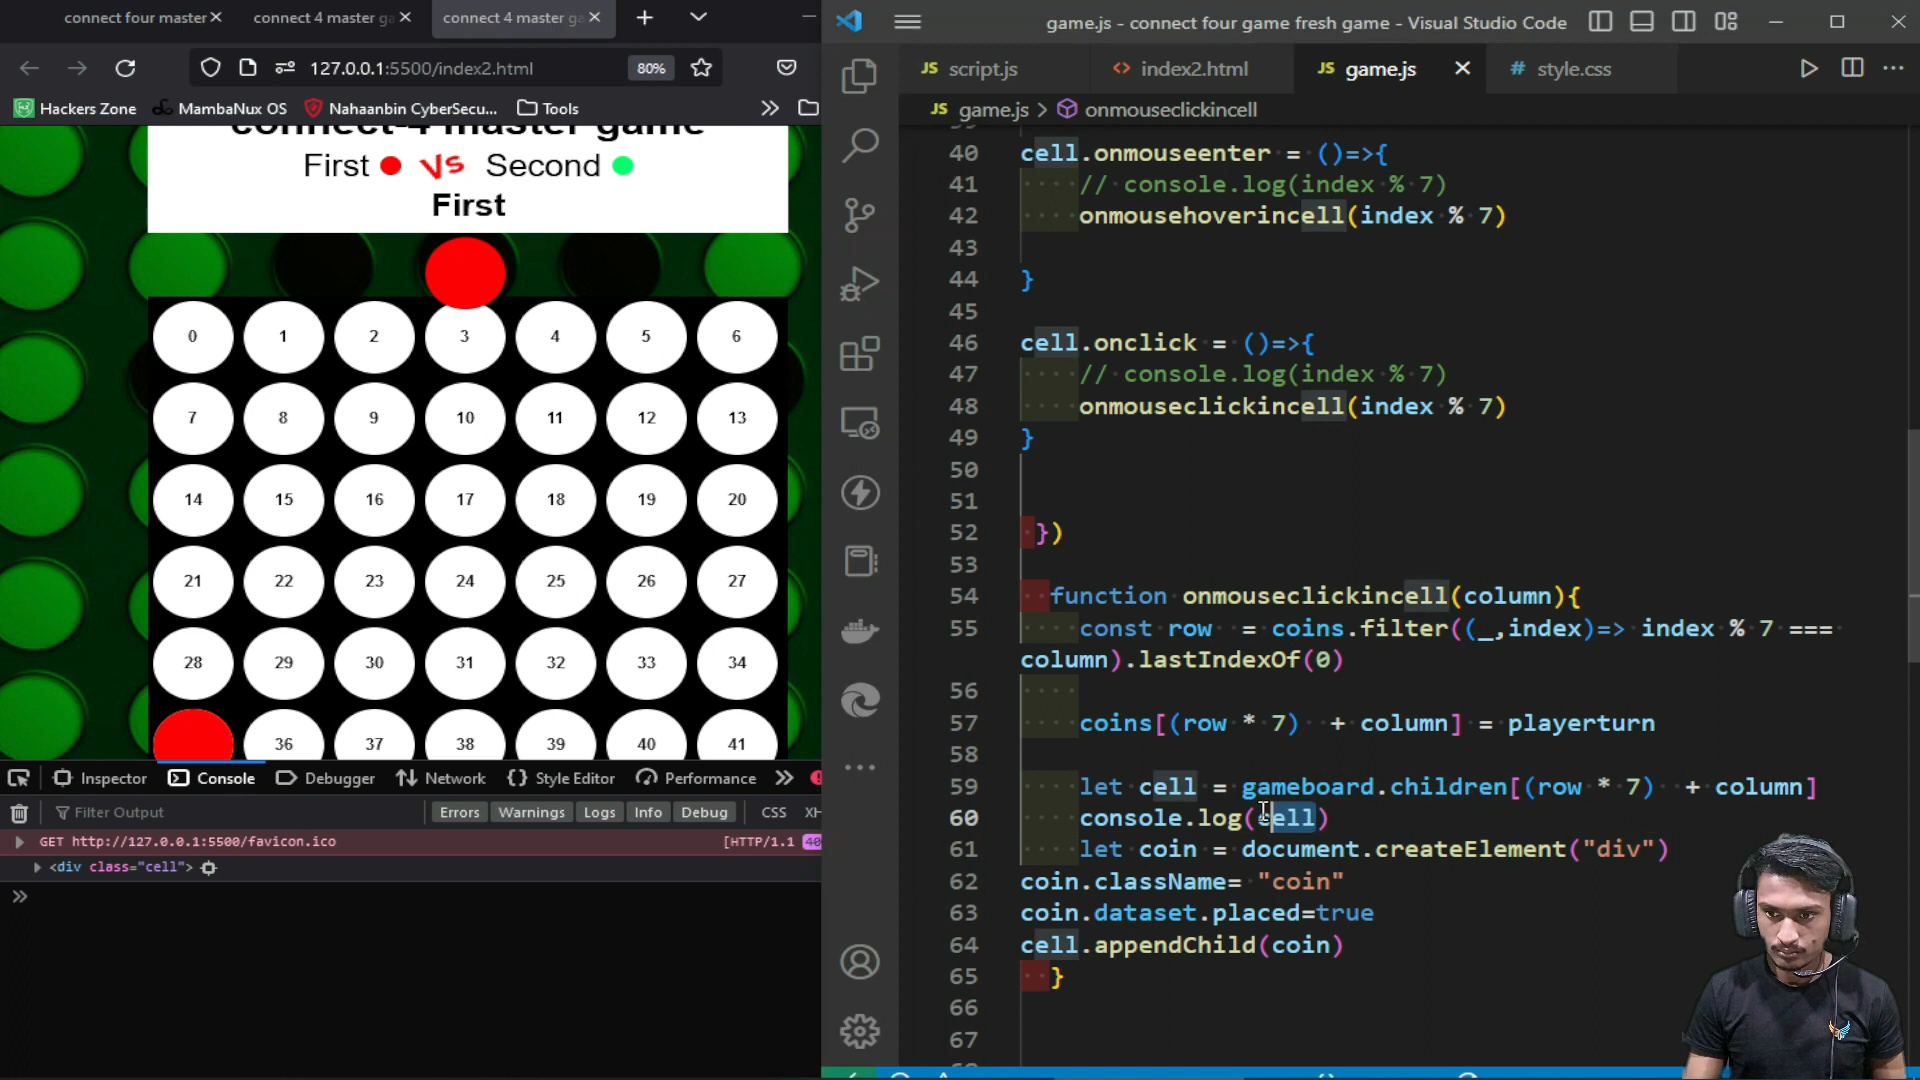 connect four master
connect 4 master ga
connect 4 master ga
game.js - connect four game fresh game - Visual Studio Code
127.0.0.1:5500/index2.html
80%
Hackers Zone
MambaNux OS
Nahaanbin CyberSecu...
Tools
JS script.js
<> index2.html
JS game.js
# style.css
JS game.js > onmouseclickincell
connect-4 master game
First Vs Second
First
0 1 2 3 4 5 6
7 8 9 10 11 12 13
14 15 16 17 18 19 20
21 22 23 24 25 26 27
28 29 30 31 32 33 34
36 37 38 39 40 41
Inspector Console Debugger Network {} Style Editor Performance
Filter Output
Errors Warnings Logs Info Debug CSS XH
GET http://127.0.0.1:5500/favicon.ico [HTTP/1.1 40
<div class="cell">
40 cell.onmouseenter = ()=>{
41 // console.log(index % 7)
42 onmousehoverincell(index % 7)
43
44 }
45
46 cell.onclick = ()=>{
47 // console.log(index % 7)
48 onmouseclickincell(index % 7)
49 }
50
51
52 })
53
54 function onmouseclickincell(column){
55 const row = coins.filter((_,index)=> index % 7 ===
column).lastIndexOf(0)
56
57 coins[(row * 7) + column] = playerturn
58
59 let cell = gameboard.children[(row * 7) + column]
60 console.log(cell)
61 let coin = document.createElement("div")
62 coin.className= "coin"
63 coin.dataset.placed=true
64 cell.appendChild(coin)
65 }
66
67